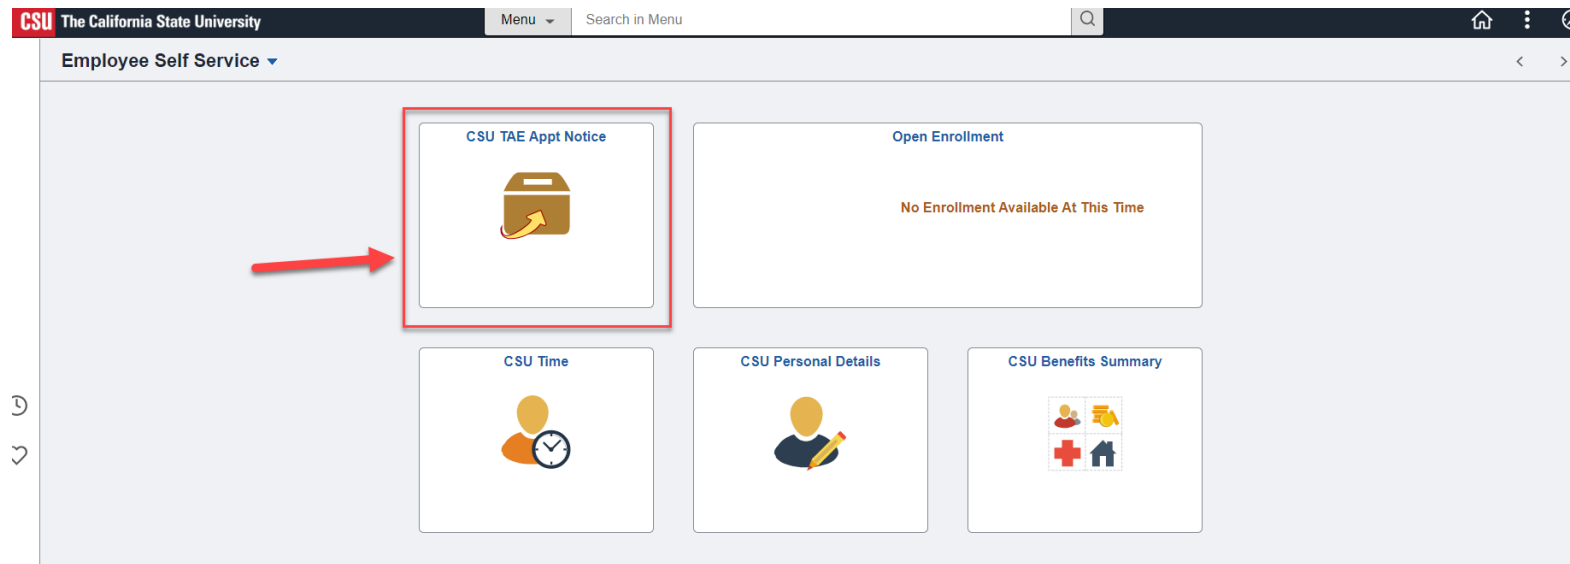 CSU The California State University
Menu
Search in Menu
Employee Self Service
CSU TAE Appt Notice
Open Enrollment
No Enrollment Available At This Time
CSU Time
CSU Personal Details
CSU Benefits Summary